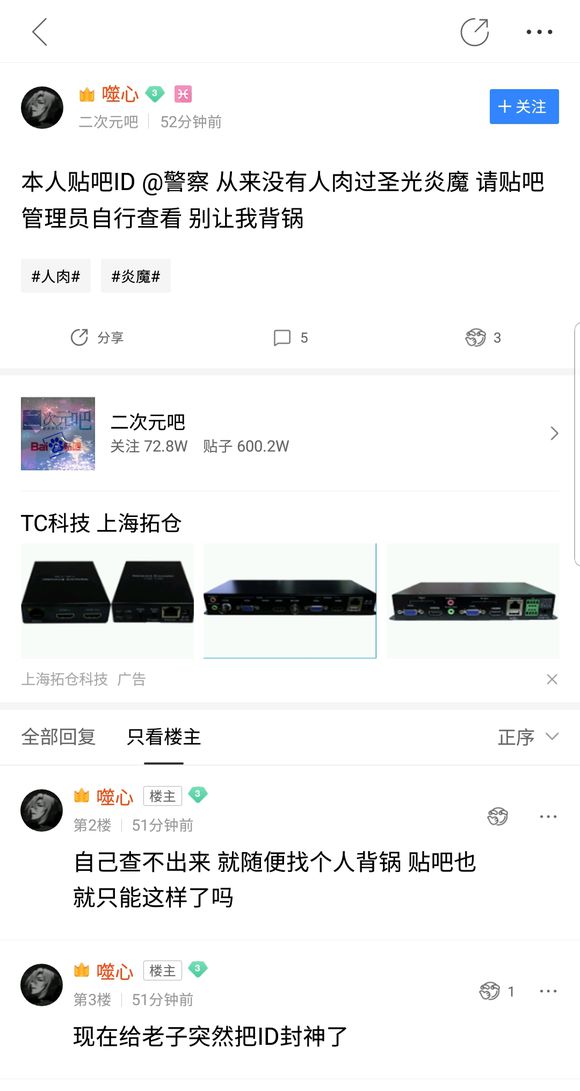 噬心 3
+ 关注
二次元吧 52分钟前
本人贴吧ID @警察 从来没有人肉过圣光炎魔 请贴吧
管理员自行查看 别让我背锅
#人肉# #炎魔#
分享 5 3
二次元吧
Bai 贴吧
二次元吧
关注 72.8W 贴子 600.2W
TC科技 上海拓仓
上海拓仓科技 广告
全部回复 只看楼主 正序
噬心 楼主 3
第2楼 51分钟前
自己查不出来 就随便找个人背锅 贴吧也
就只能这样了吗
噬心 楼主 3
第3楼 51分钟前
1
现在给老子突然把ID封神了